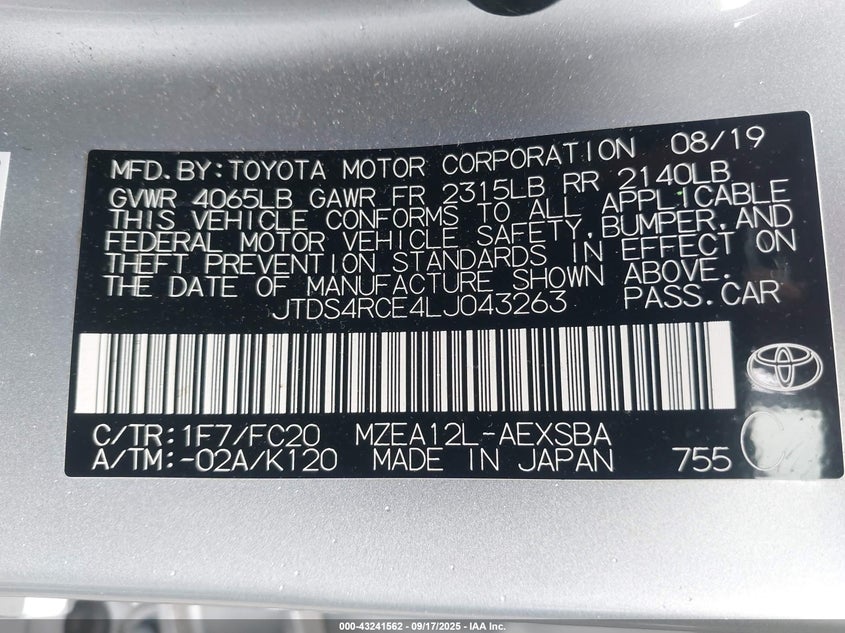 MFD. BY: TOYOTA MOTOR CORPORATION 08/19
GVWR 4065LB GAWR FR 2315LB RR 2140LB
THIS VEHICLE CONFORMS TO ALL APPLICABLE
FEDERAL MOTOR VEHICLE SAFETY, BUMPER, AND
THEFT PREVENTION STANDARDS IN EFFECT ON
THE DATE OF MANUFACTURE SHOWN ABOVE.
JTDS4RCE4LJ043263 PASS. CAR
C/TR: 1F7/FC20 MZEA12L-AEXSBA
A/TM: -02A/K120 MADE IN JAPAN 755
C
000-43241562 - 09/17/2025 - IAA Inc.